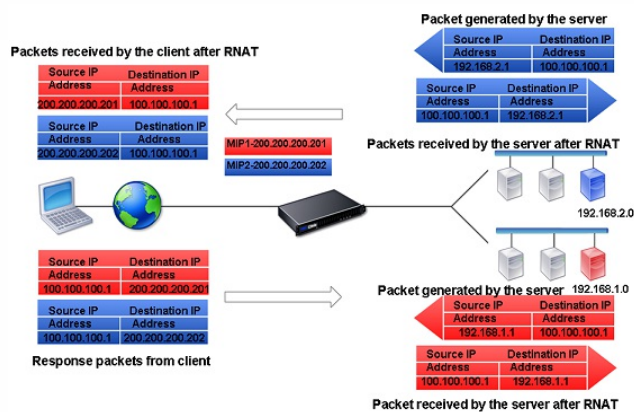 Packet generated by the server
Source IP Address Destination IP Address
192.168.2.1 100.100.100.1
Source IP Address Destination IP Address
100.100.100.1 192.168.2.1
Packets received by the server after RNAT
192.168.2.0
Packets received by the client after RNAT
Source IP Address Destination IP Address
200.200.200.201 100.100.100.1
Source IP Address Destination IP Address
200.200.200.202 100.100.100.1
MIP1-200.200.200.201
MIP2-200.200.200.202
Source IP Address Destination IP Address
100.100.100.1 200.200.200.201
Source IP Address Destination IP Address
100.100.100.1 200.200.200.202
Response packets from client
192.168.1.0
Packet generated by the server
Source IP Address Destination IP Address
192.168.1.1 100.100.100.1
Source IP Address Destination IP Address
100.100.100.1 192.168.1.1
Packet received by the server after RNAT